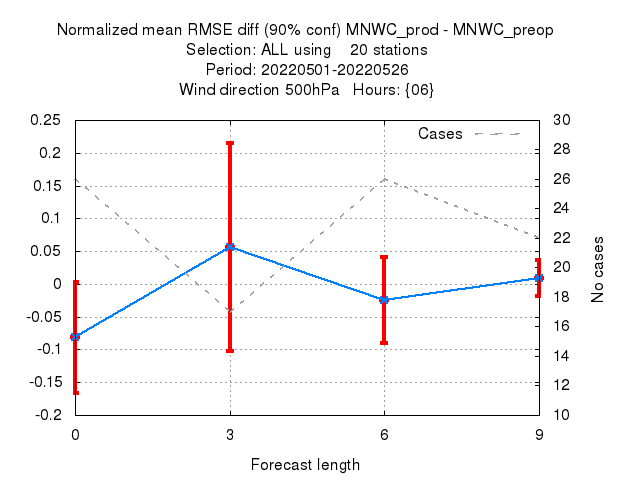 Normalized mean RMSE diff (90% conf) MNWC_prod - MNWC_preop
Selection: ALL using    20 stations
Period: 20220501-20220526
Wind direction 500hPa   Hours: {06}
Cases
0.25
0.2
0.15
0.1
0.05
0
-0.05
-0.1
-0.15
-0.2
30
28
26
24
22
20
18
16
14
12
10
No cases
0 3 6 9
Forecast length